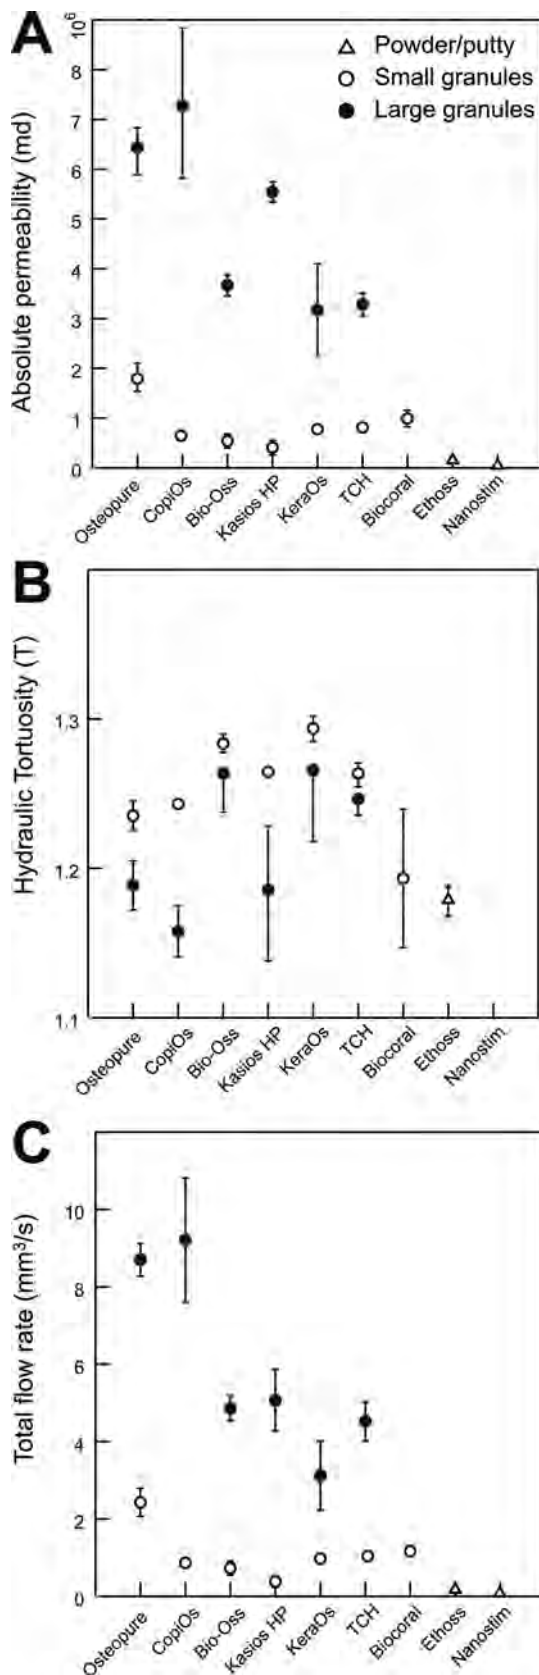 A
10⁶
Absolute permeability (md)
8
7
6
5
4
3
2
1
0
Powder/putty
Small granules
Large granules
Osteopure
CopiOs
Bio-Oss
Kasios HP
KeraOs
TCH
Biocoral
Ethoss
Nanostim
B
Hydraulic Tortuosity (T)
1,3
1.2
1.1
Osteopure
CopiOs
Bio-Oss
Kasios HP
KeraOs
TCH
Biocoral
Ethoss
Nanostim.
C
Total flow rate (mm³/s)
10
8
6
4
2
0
Osteopure
CopiOs
Bio-Oss
Kasios HP
KeraOs
TCH
Biocoral
Ethoss
Nanostim